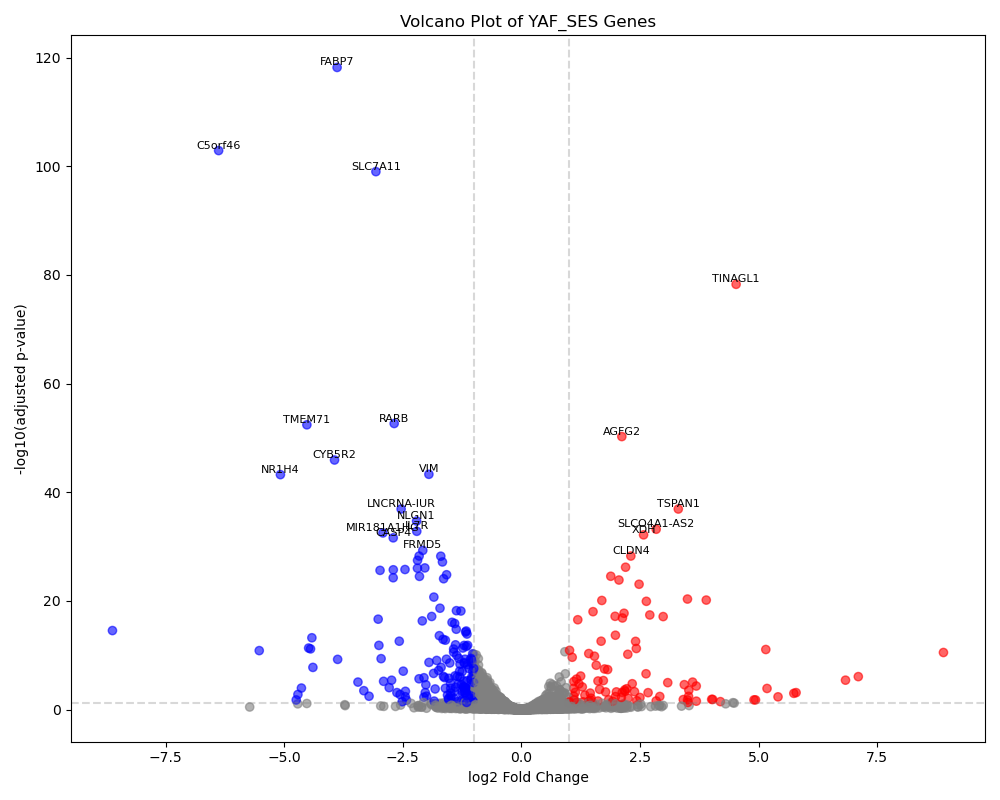 Volcano Plot of YAF_SES Genes
FABP7
C5orf46
SLC7A11
TINAGL1
TMEM71
RARB
AGFG2
CYB5R2
NR1H4
VIM
LNCRNA-IUR
TSPAN1
NLGN1
SLCO4A1-AS2
MIR181A1HG
XDH
CASP4
FRMD5
CLDN4
120
100
80
60
40
20
0
-log10(adjusted p-value)
−7.5
−5.0
−2.5
0.0
2.5
5.0
7.5
log2 Fold Change